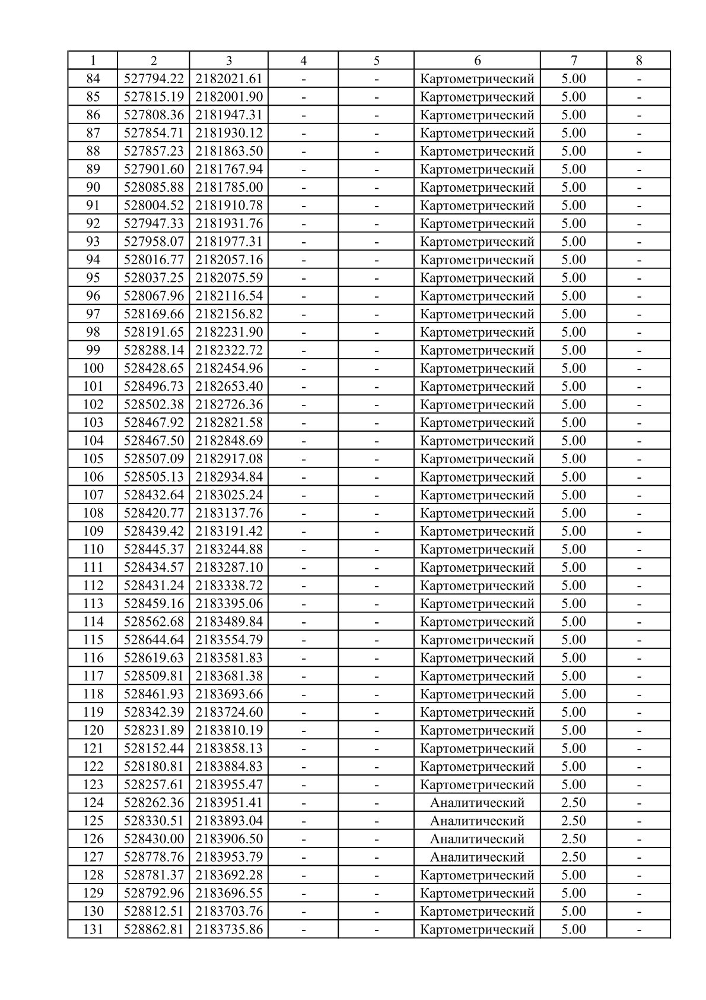 1 2 3 4 5 6 7 8
84 527794.22 2182021.61 - - Картометрический 5.00 -
85 527815.19 2182001.90 - - Картометрический 5.00 -
86 527808.36 2181947.31 - - Картометрический 5.00 -
87 527854.71 2181930.12 - - Картометрический 5.00 -
88 527857.23 2181863.50 - - Картометрический 5.00 -
89 527901.60 2181767.94 - - Картометрический 5.00 -
90 528085.88 2181785.00 - - Картометрический 5.00 -
91 528004.52 2181910.78 - - Картометрический 5.00 -
92 527947.33 2181931.76 - - Картометрический 5.00 -
93 527958.07 2181977.31 - - Картометрический 5.00 -
94 528016.77 2182057.16 - - Картометрический 5.00 -
95 528037.25 2182075.59 - - Картометрический 5.00 -
96 528067.96 2182116.54 - - Картометрический 5.00 -
97 528169.66 2182156.82 - - Картометрический 5.00 -
98 528191.65 2182231.90 - - Картометрический 5.00 -
99 528288.14 2182322.72 - - Картометрический 5.00 -
100 528428.65 2182454.96 - - Картометрический 5.00 -
101 528496.73 2182653.40 - - Картометрический 5.00 -
102 528502.38 2182726.36 - - Картометрический 5.00 -
103 528467.92 2182821.58 - - Картометрический 5.00 -
104 528467.50 2182848.69 - - Картометрический 5.00 -
105 528507.09 2182917.08 - - Картометрический 5.00 -
106 528505.13 2182934.84 - - Картометрический 5.00 -
107 528432.64 2183025.24 - - Картометрический 5.00 -
108 528420.77 2183137.76 - - Картометрический 5.00 -
109 528439.42 2183191.42 - - Картометрический 5.00 -
110 528445.37 2183244.88 - - Картометрический 5.00 -
111 528434.57 2183287.10 - - Картометрический 5.00 -
112 528431.24 2183338.72 - - Картометрический 5.00 -
113 528459.16 2183395.06 - - Картометрический 5.00 -
114 528562.68 2183489.84 - - Картометрический 5.00 -
115 528644.64 2183554.79 - - Картометрический 5.00 -
116 528619.63 2183581.83 - - Картометрический 5.00 -
117 528509.81 2183681.38 - - Картометрический 5.00 -
118 528461.93 2183693.66 - - Картометрический 5.00 -
119 528342.39 2183724.60 - - Картометрический 5.00 -
120 528231.89 2183810.19 - - Картометрический 5.00 -
121 528152.44 2183858.13 - - Картометрический 5.00 -
122 528180.81 2183884.83 - - Картометрический 5.00 -
123 528257.61 2183955.47 - - Картометрический 5.00 -
124 528262.36 2183951.41 - - Аналитический 2.50 -
125 528330.51 2183893.04 - - Аналитический 2.50 -
126 528430.00 2183906.50 - - Аналитический 2.50 -
127 528778.76 2183953.79 - - Аналитический 2.50 -
128 528781.37 2183692.28 - - Картометрический 5.00 -
129 528792.96 2183696.55 - - Картометрический 5.00 -
130 528812.51 2183703.76 - - Картометрический 5.00 -
131 528862.81 2183735.86 - - Картометрический 5.00 -